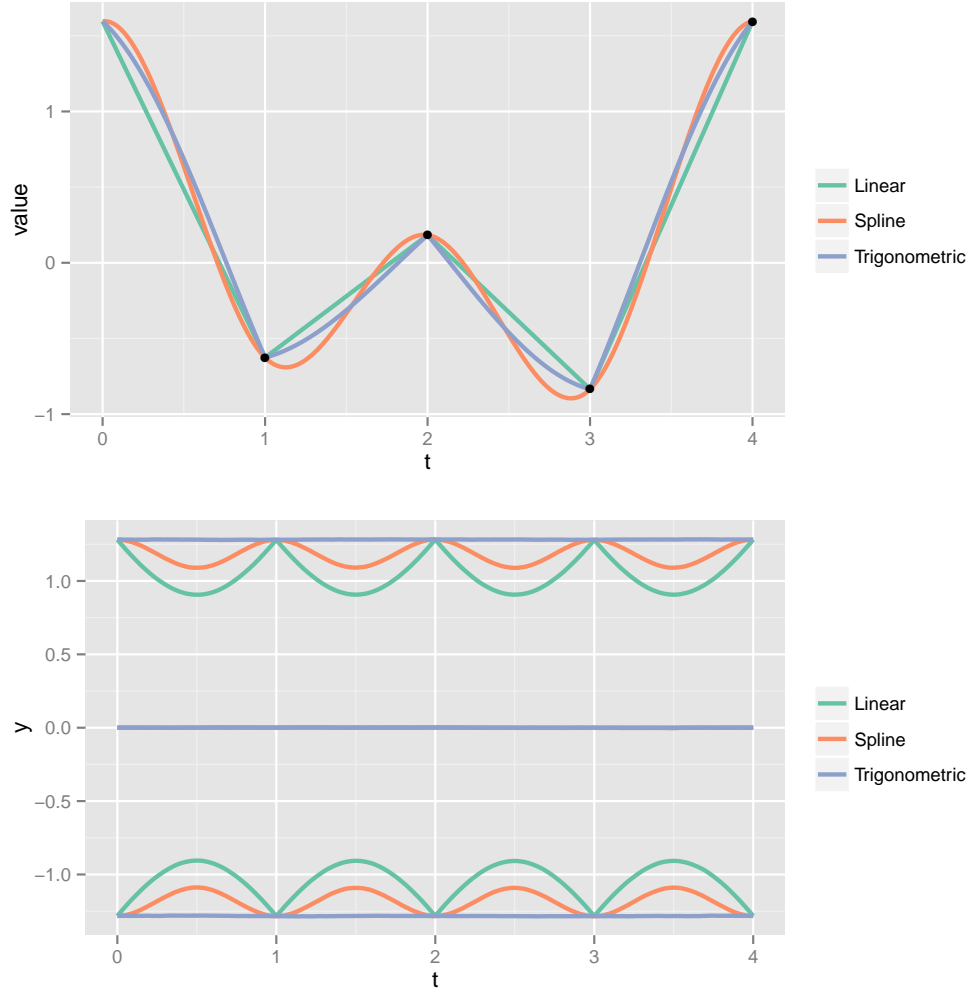 1
0
−1
value
0
1
2
3
4
t
Linear
Spline
Trigonometric
1.0
0.5
0.0
−0.5
−1.0
y
0
1
2
3
4
t
Linear
Spline
Trigonometric